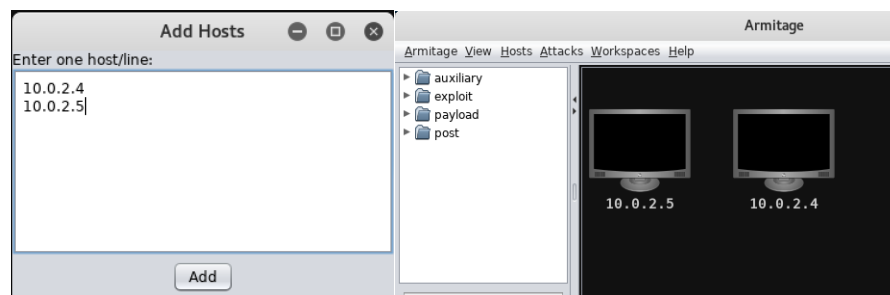 Add Hosts
Enter one host/line:
10.0.2.4
10.0.2.5
Add
Armitage
Armitage View Hosts Attacks Workspaces Help
auxiliary
exploit
payload
post
10.0.2.5 10.0.2.4